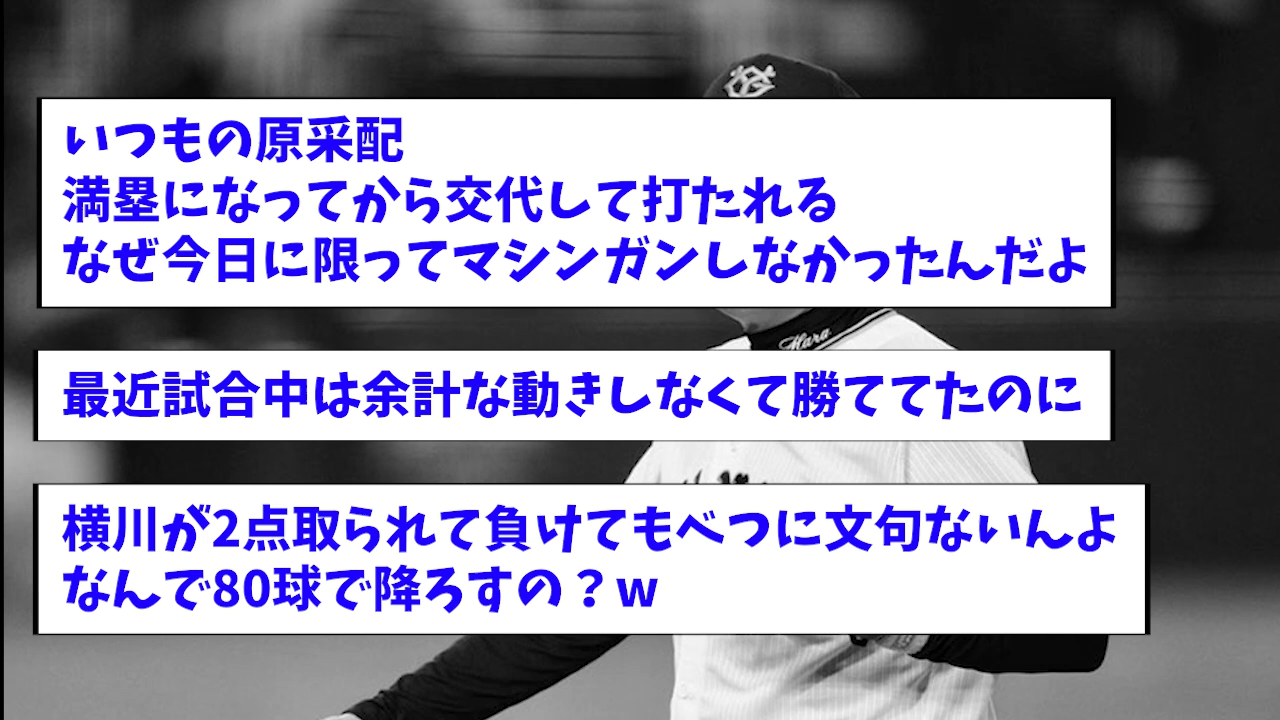 YG
いつもの原采配
満塁になってから交代して打たれる
なぜ今日に限ってマシンガンしなかったんだよ
Hara
最近試合中は余計な動きしなくて勝ててたのに
横川が2点取られて負けてもべつに文句ないんよ
なんで80球で降ろすの？w